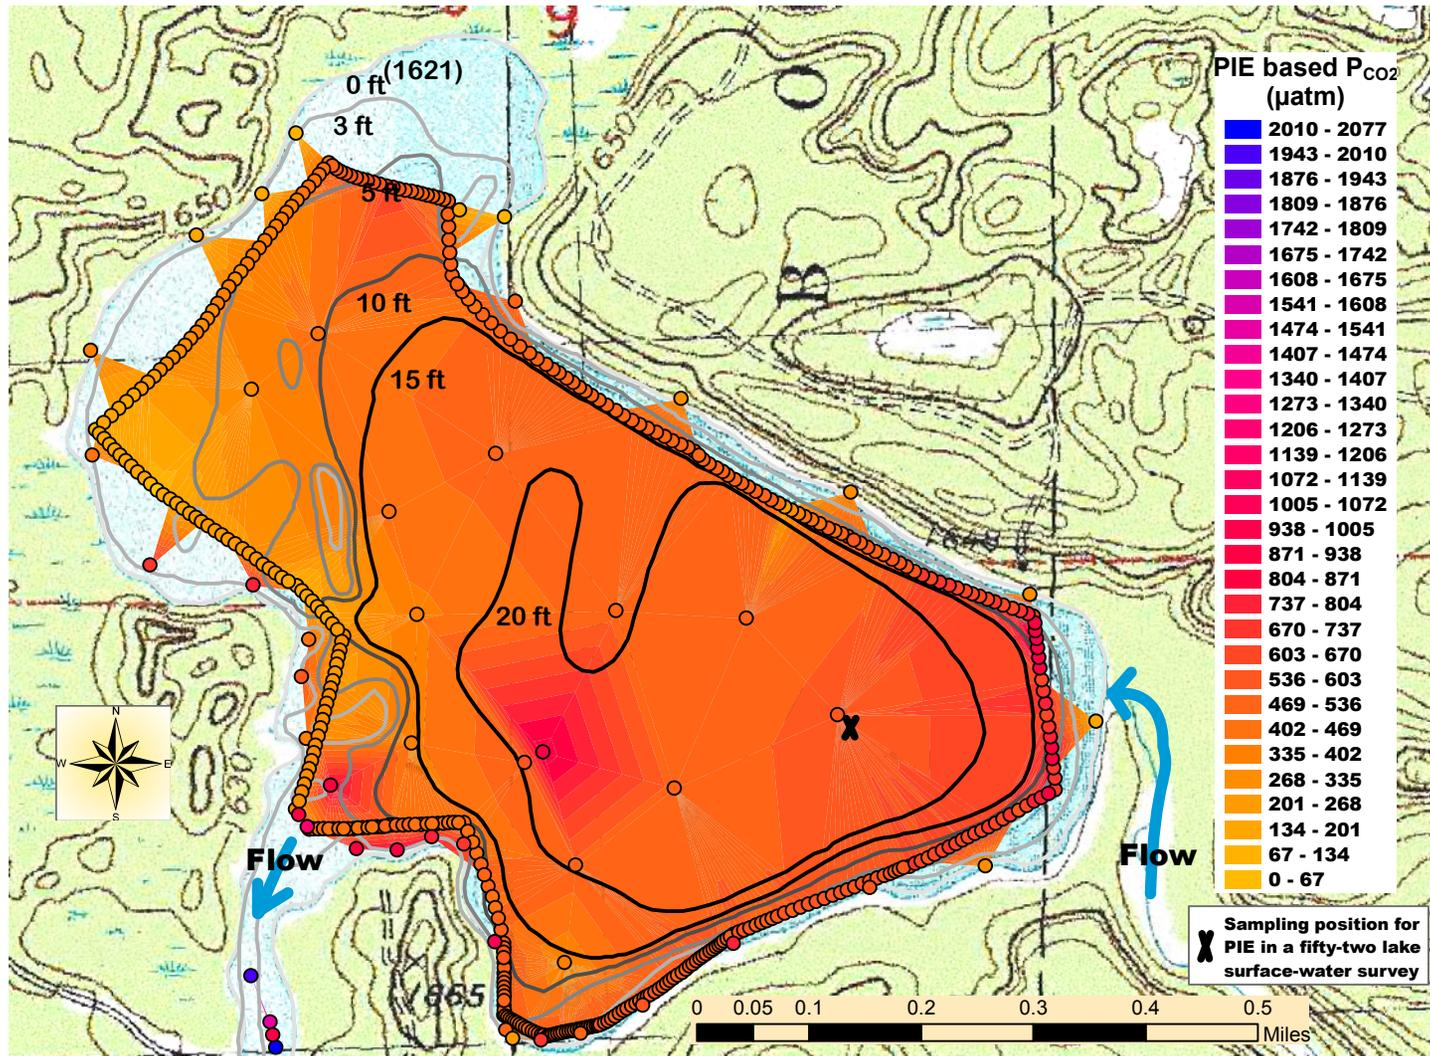 9
0 ft
(1621)
3 ft
5 ft
650
650
O
B
10 ft
15 ft
20 ft
N
W
E
S
Flow
Flow
665
PIE based PCO2
(µatm)
2010 - 2077
1943 - 2010
1876 - 1943
1809 - 1876
1742 - 1809
1675 - 1742
1608 - 1675
1541 - 1608
1474 - 1541
1407 - 1474
1340 - 1407
1273 - 1340
1206 - 1273
1139 - 1206
1072 - 1139
1005 - 1072
938 - 1005
871 - 938
804 - 871
737 - 804
670 - 737
603 - 670
536 - 603
469 - 536
402 - 469
335 - 402
268 - 335
201 - 268
134 - 201
67 - 134
0 - 67
Sampling position for
PIE in a fifty-two lake
surface-water survey
0 0.05 0.1 0.2 0.3 0.4 0.5
Miles